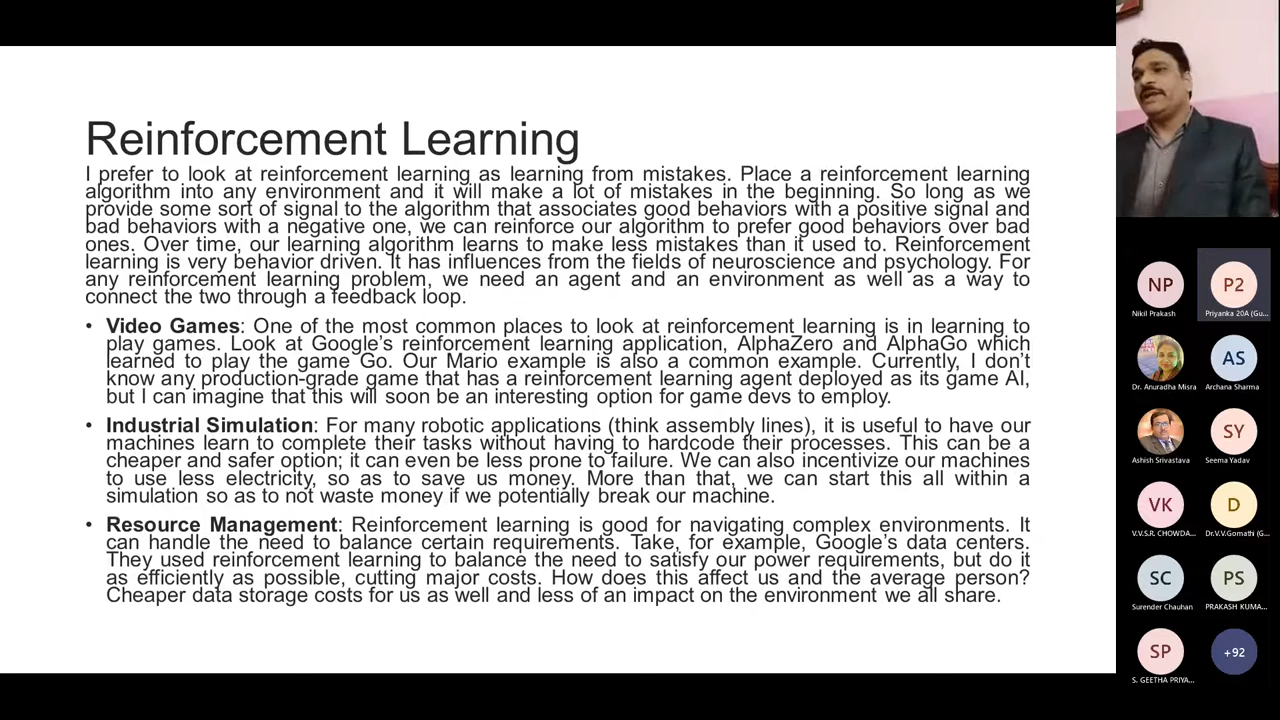 Reinforcement Learning
I prefer to look at reinforcement learning as learning from mistakes. Place a reinforcement learning
algorithm into any environment and it will make a lot of mistakes in the beginning. So long as we
provide some sort of signal to the algorithm that associates good behaviors with a positive signal and
bad behaviors with a negative one, we can reinforce our algorithm to prefer good behaviors over bad
ones. Over time, our learning algorithm learns to make less mistakes than it used to. Reinforcement
learning is very behavior driven. It has influences from the fields of neuroscience and psychology. For
any reinforcement learning problem, we need an agent and an environment as well as a way to
connect the two through a feedback loop.
• Video Games: One of the most common places to look at reinforcement learning is in learning to
play games. Look at Google's reinforcement learning application, AlphaZero and AlphaGo which
learned to play the game Go. Our Mario example is also a common example. Currently, I don't
know any production-grade game that has a reinforcement learning agent deployed as its game AI,
but I can imagine that this will soon be an interesting option for game devs to employ.
• Industrial Simulation: For many robotic applications (think assembly lines), it is useful to have our
machines learn to complete their tasks without having to hardcode their processes. This can be a
cheaper and safer option; it can even be less prone to failure. We can also incentivize our machines
to use less electricity, so as to save us money. More than that, we can start this all within a
simulation so as to not waste money if we potentially break our machine.
• Resource Management: Reinforcement learning is good for navigating complex environments. It
can handle the need to balance certain requirements. Take, for example, Google's data centers.
They used reinforcement learning to balance the need to satisfy our power requirements, but do it
as efficiently as possible, cutting major costs. How does this affect us and the average person?
Cheaper data storage costs for us as well and less of an impact on the environment we all share.
NP
Nikil Prakash
P2
Priyanka 20A (Gu...
Dr. Anuradha Misra
AS
Archana Sharma
Ashish Srivastava
SY
Seema Yadav
VK
V.V.S.R. CHOWDA...
D
Dr.V.V.Gomathi (G...
SC
Surender Chauhan
PS
PRAKASH KUMA...
SP
S. GEETHA PRIYA...
+92